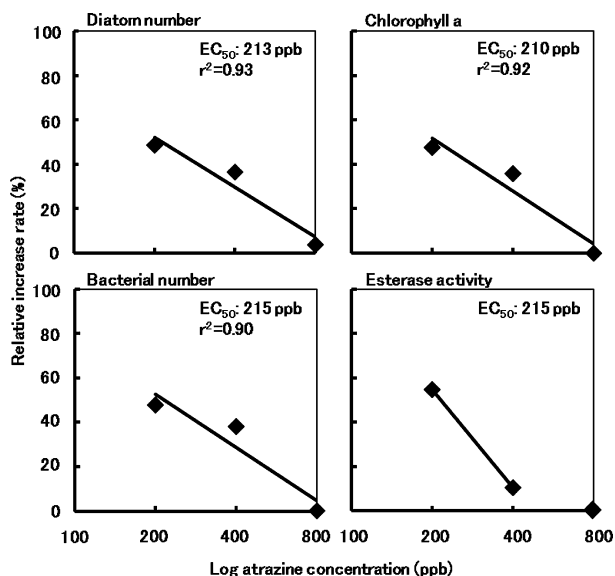 Diatom number
Chlorophyll a
100
80
60
40
20
0
EC50: 213 ppb
r2=0.93
EC50: 210 ppb
r2=0.92
Relative increase rate (%)
Bacterial number
Esterase activity
100
80
60
40
20
0
EC50: 215 ppb
r2=0.90
EC50: 215 ppb
100 200 400 800 100 200 400 800
Log atrazine concentration (ppb)